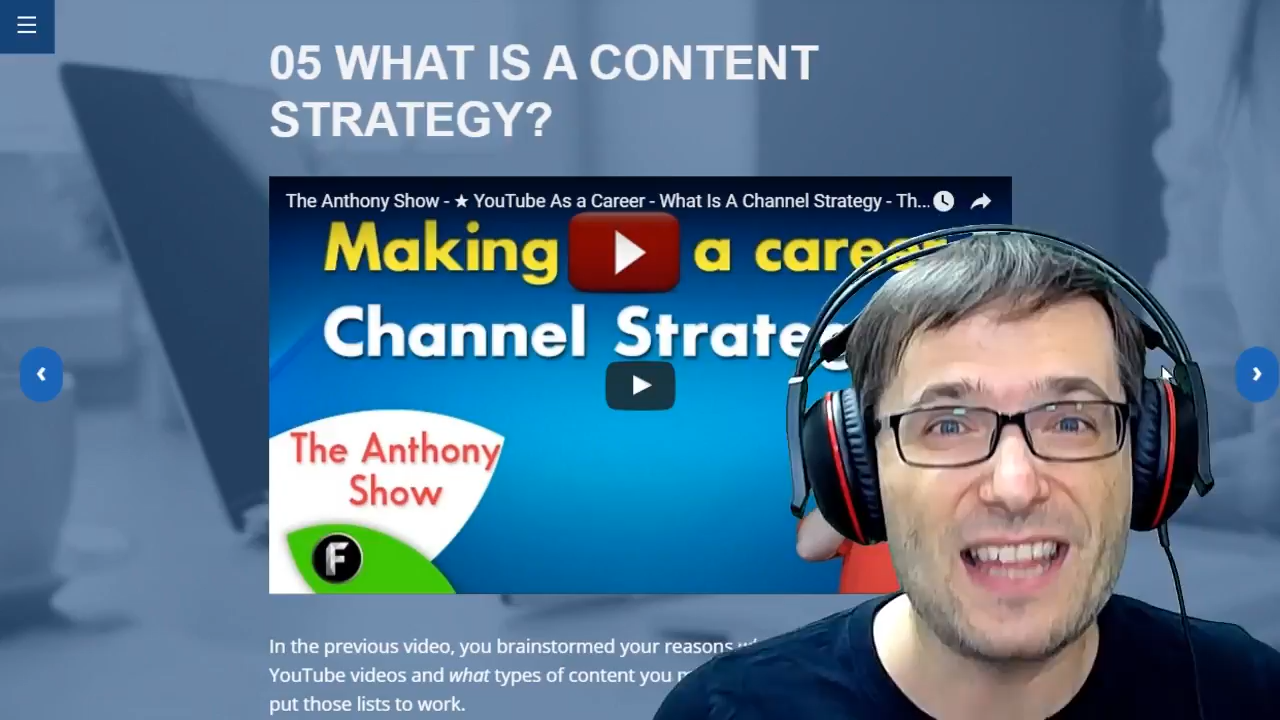 05 WHAT IS A CONTENT
STRATEGY?
The Anthony Show - ★ YouTube As a Career - What Is A Channel Strategy - Th...
Making a career
Channel Strateg
The Anthony
Show
F
In the previous video, you brainstormed your reasons
YouTube videos and what types of content you
put those lists to work.